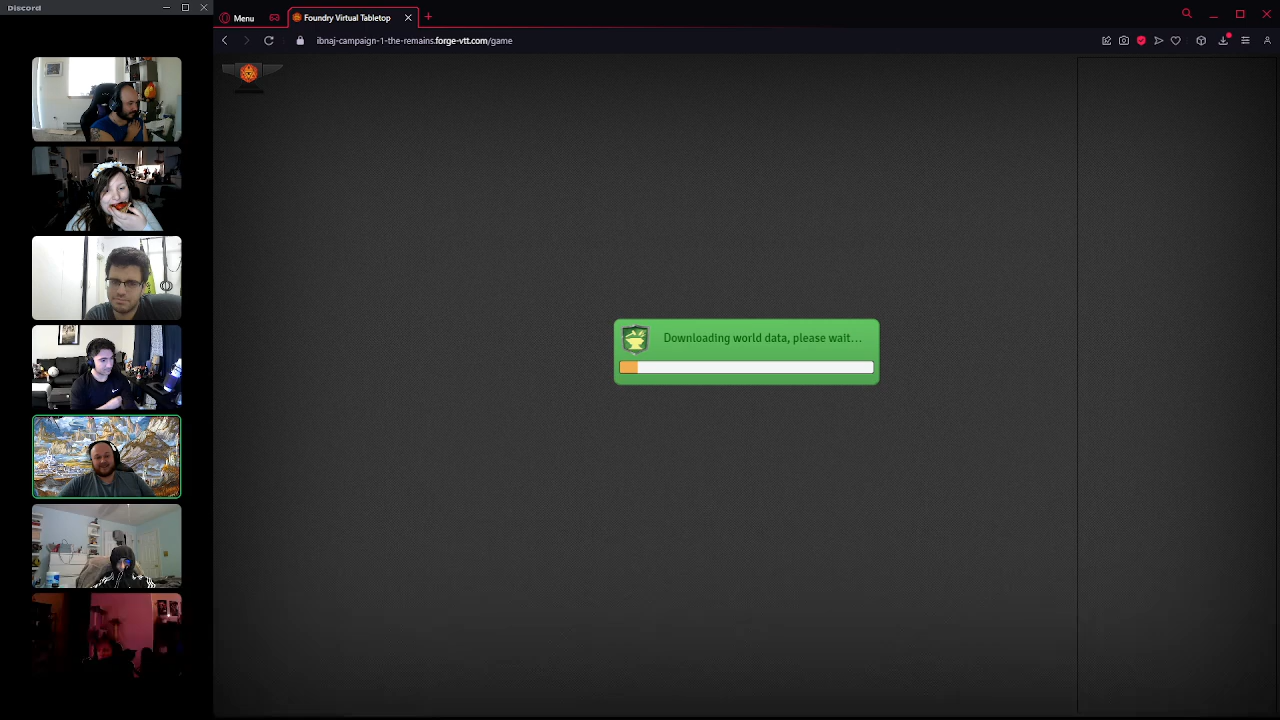 Discord
Menu
Foundry Virtual Tabletop
ibnaj-campaign-1-the-remains.forge-vtt.com/game
Downloading world data, please wait...